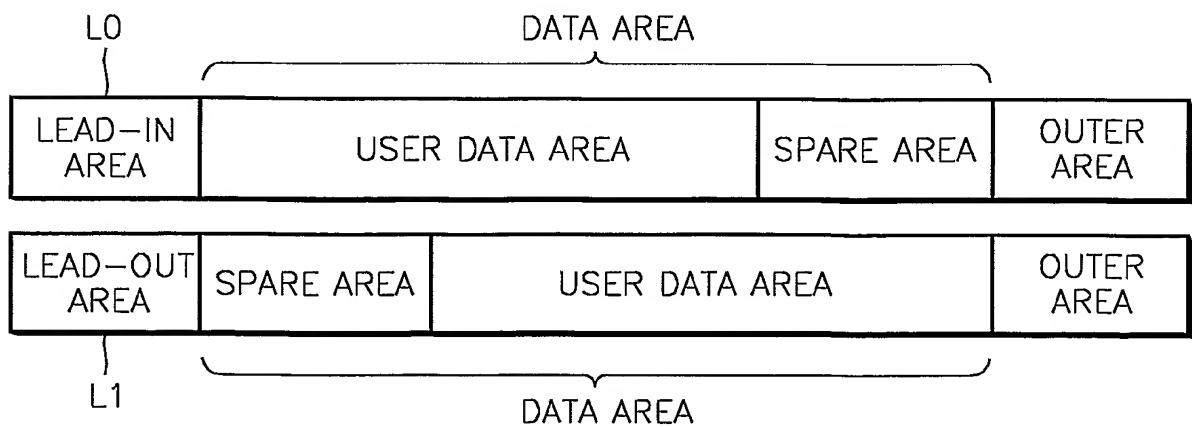 L0
DATA AREA
LEAD-IN
AREA
USER DATA AREA
SPARE AREA
OUTER
AREA
LEAD-OUT
AREA
SPARE AREA
USER DATA AREA
OUTER
AREA
L1
DATA AREA